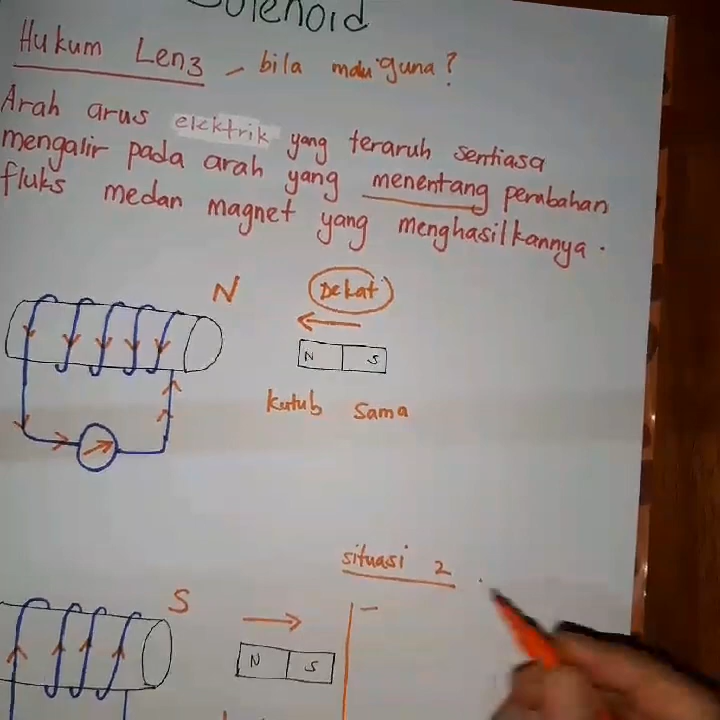 Solenoid
Hukum Lenz - bila mdu guna?
Arah arus elektrik yang teraruh sentiasa
mengalir pada arah yang menentang perubahan
fluks medan magnet yang menghasilkannya.
N
Dekat
N S
kutub sama
situasi 2
S
N S